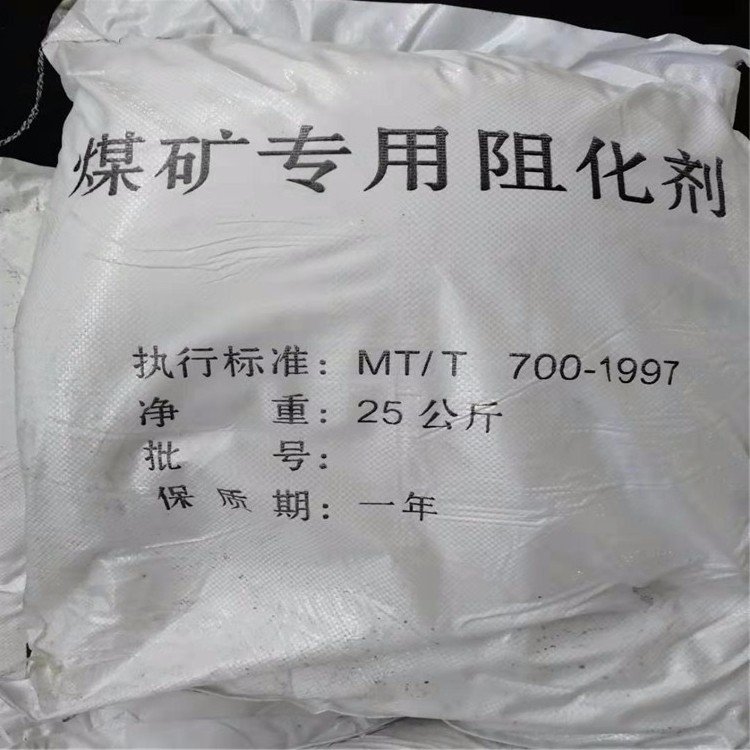 煤矿专用阻化剂
执行标准：MT/T 700-1997
净重：25公斤
批号：
保质期：一年